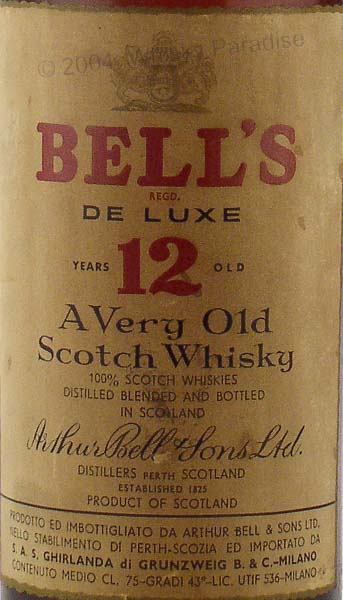 © 2004 Whisky Paradise
BELL'S
REGD.
DE LUXE
YEARS 12 OLD
A Very Old
Scotch Whisky
100% SCOTCH WHISKIES
DISTILLED BLENDED AND BOTTLED
IN SCOTLAND
Arthur Bell & Sons Ltd.
DISTILLERS PERTH SCOTLAND
ESTABLISHED 1825
PRODUCT OF SCOTLAND
PRODOTTO ED IMBOTTIGLIATO DA ARTHUR BELL & SONS LTD.
NELLO STABILIMENTO DI PERTH-SCOZIA ED IMPORTATO DA
S. A. S. GHIRLANDA di GRUNZWEIG B. & C.-MILANO
CONTENUTO MEDIO CL. 75-GRADI 43°-LIC. UTIF 536-MILANO